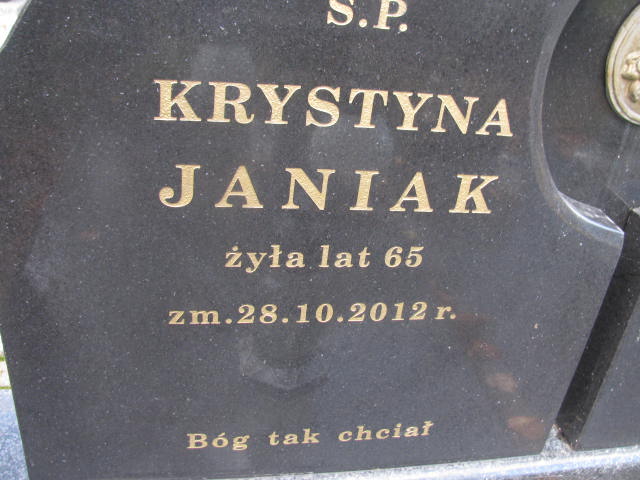 Ś.P.
KRYSTYNA
JANIAK
żyła lat 65
zm.28.10.2012 r.
Bóg tak chciał